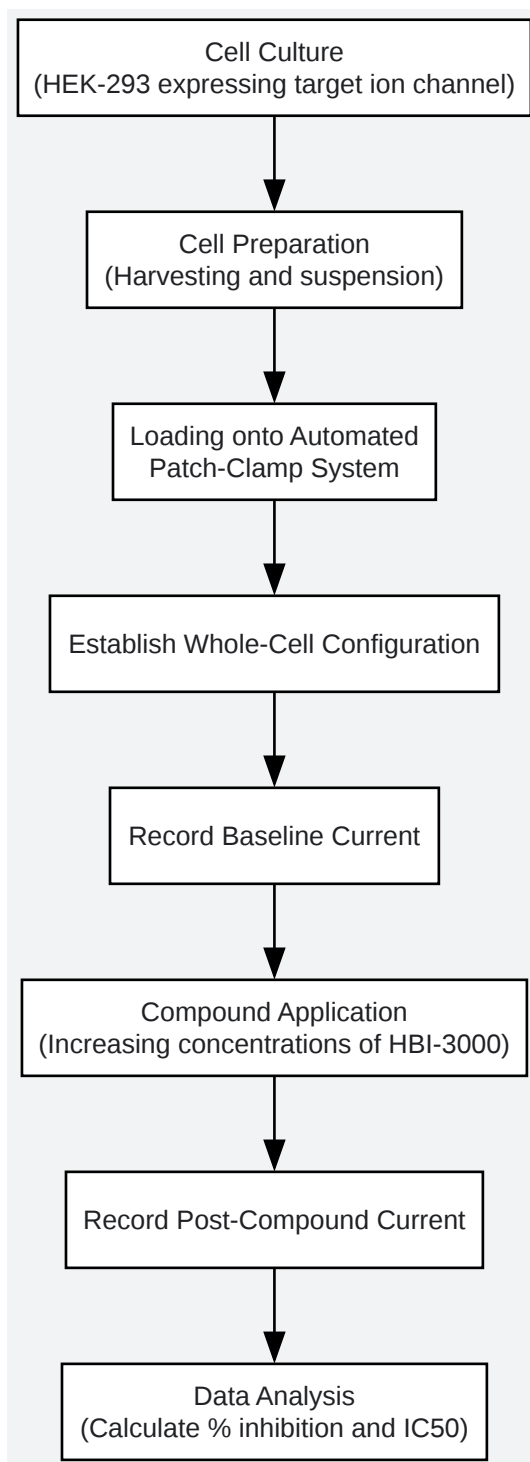 Cell Culture
(HEK-293 expressing target ion channel)
Cell Preparation
(Harvesting and suspension)
Loading onto Automated
Patch-Clamp System
Establish Whole-Cell Configuration
Record Baseline Current
Compound Application
(Increasing concentrations of HBI-3000)
Record Post-Compound Current
Data Analysis
(Calculate % inhibition and IC50)